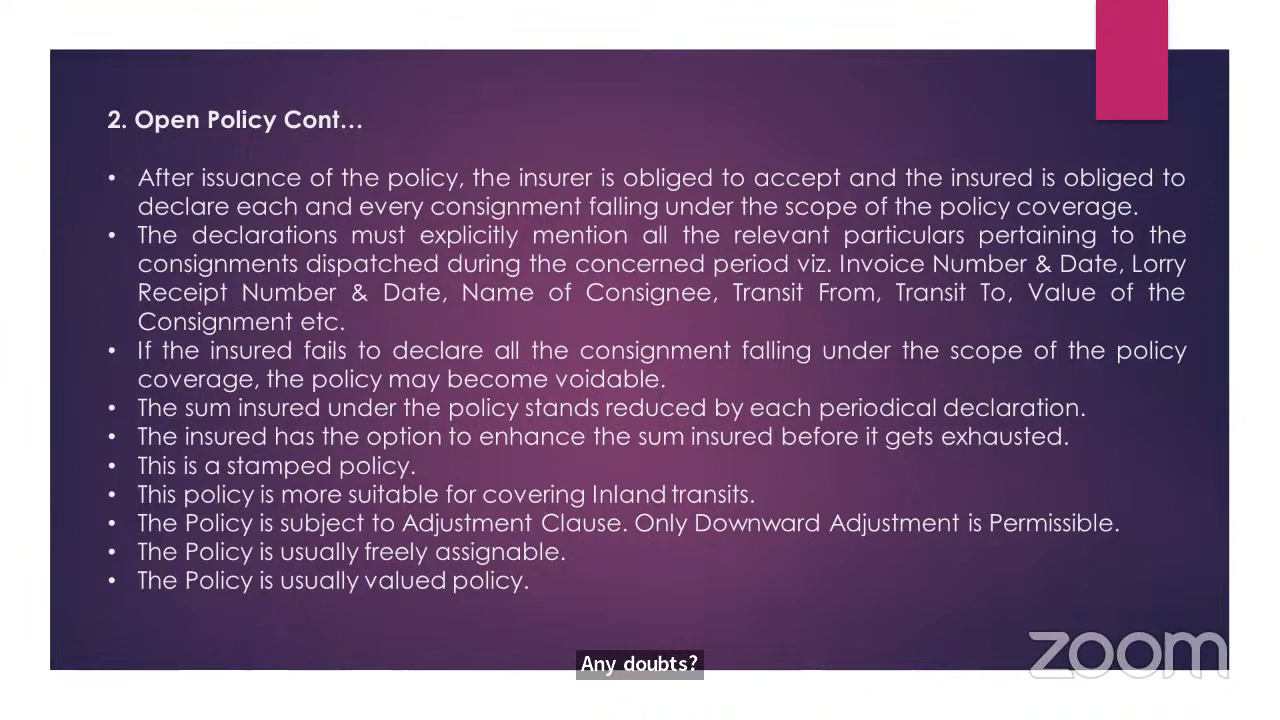 2. Open Policy Cont...
• After issuance of the policy, the insurer is obliged to accept and the insured is obliged to
declare each and every consignment falling under the scope of the policy coverage.
• The declarations must explicitly mention all the relevant particulars pertaining to the
consignments dispatched during the concerned period viz. Invoice Number & Date, Lorry
Receipt Number & Date, Name of Consignee, Transit From, Transit To, Value of the
Consignment etc.
• If the insured fails to declare all the consignment falling under the scope of the policy
coverage, the policy may become voidable.
• The sum insured under the policy stands reduced by each periodical declaration.
• The insured has the option to enhance the sum insured before it gets exhausted.
• This is a stamped policy.
• This policy is more suitable for covering Inland transits.
• The Policy is subject to Adjustment Clause. Only Downward Adjustment is Permissible.
• The Policy is usually freely assignable.
• The Policy is usually valued policy.
zoom
Any doubts?